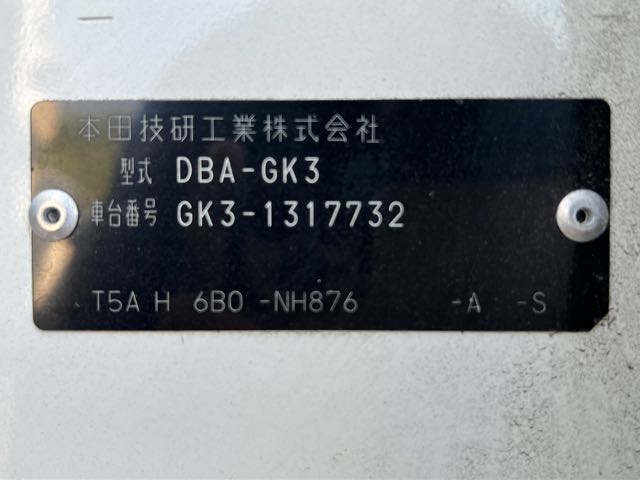 本田技研工業株式会社
型式 DBA-GK3
車台番号 GK3-1317732
T5A H 6B0 -NH876 -A -S